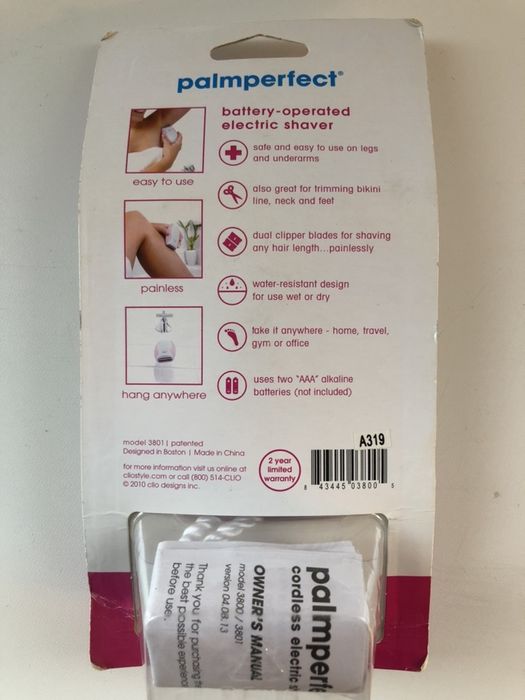 palmperfect®
battery-operated
electric shaver
safe and easy to use on legs
and underarms
easy to use
also great for trimming bikini
line, neck and feet
dual clipper blades for shaving
any hair length...painlessly
painless
water-resistant design
for use wet or dry
take it anywhere - home, travel,
gym or office
hang anywhere
uses two "AAA" alkaline
batteries (not included)
model 3801 | patented
Designed in Boston | Made in China
for more information visit us online at
cliostyle.com or call (800) 514-CLIO
© 2010 clio designs inc.
2 year
limited
warranty
A319
8 43445 03800 5
palmperfe
cordless electric s
OWNER'S MANUAL
model 3800 / 3801
version 04.08.13
Thank you for purchasing the
the best possible experience
before use.